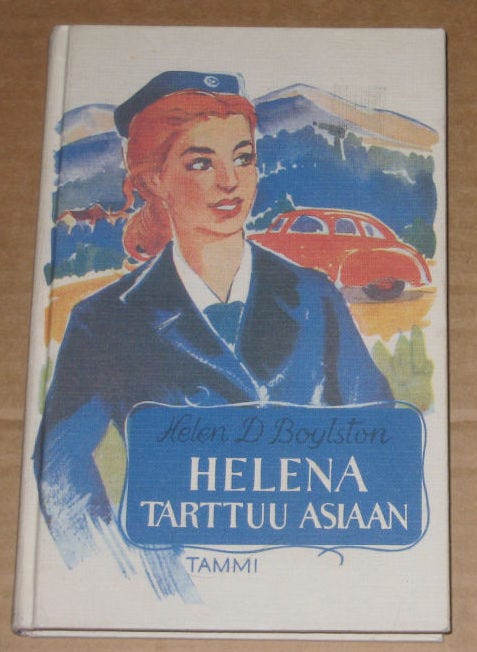 Helen D Boylston
HELENA
TARTTUU ASIAAN
TAMMI